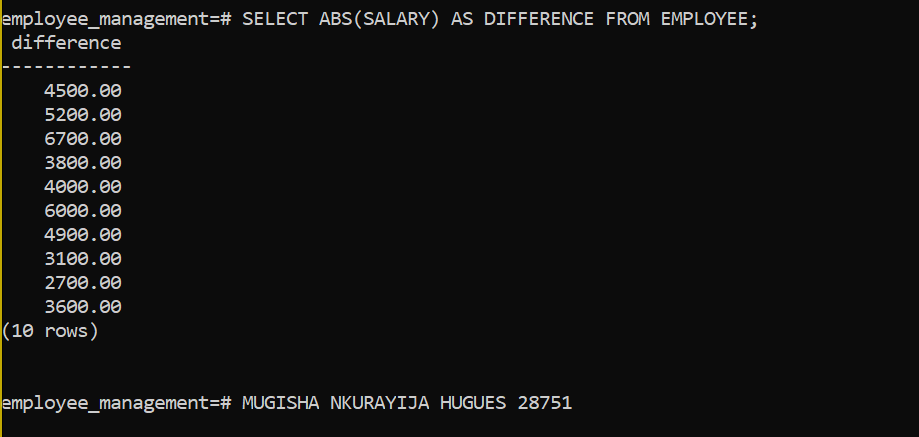 employee_management=# SELECT ABS(SALARY) AS DIFFERENCE FROM EMPLOYEE;
 difference
------------
    4500.00
    5200.00
    6700.00
    3800.00
    4000.00
    6000.00
    4900.00
    3100.00
    2700.00
    3600.00
(10 rows)
employee_management=# MUGISHA NKURAYIJA HUGUES 28751